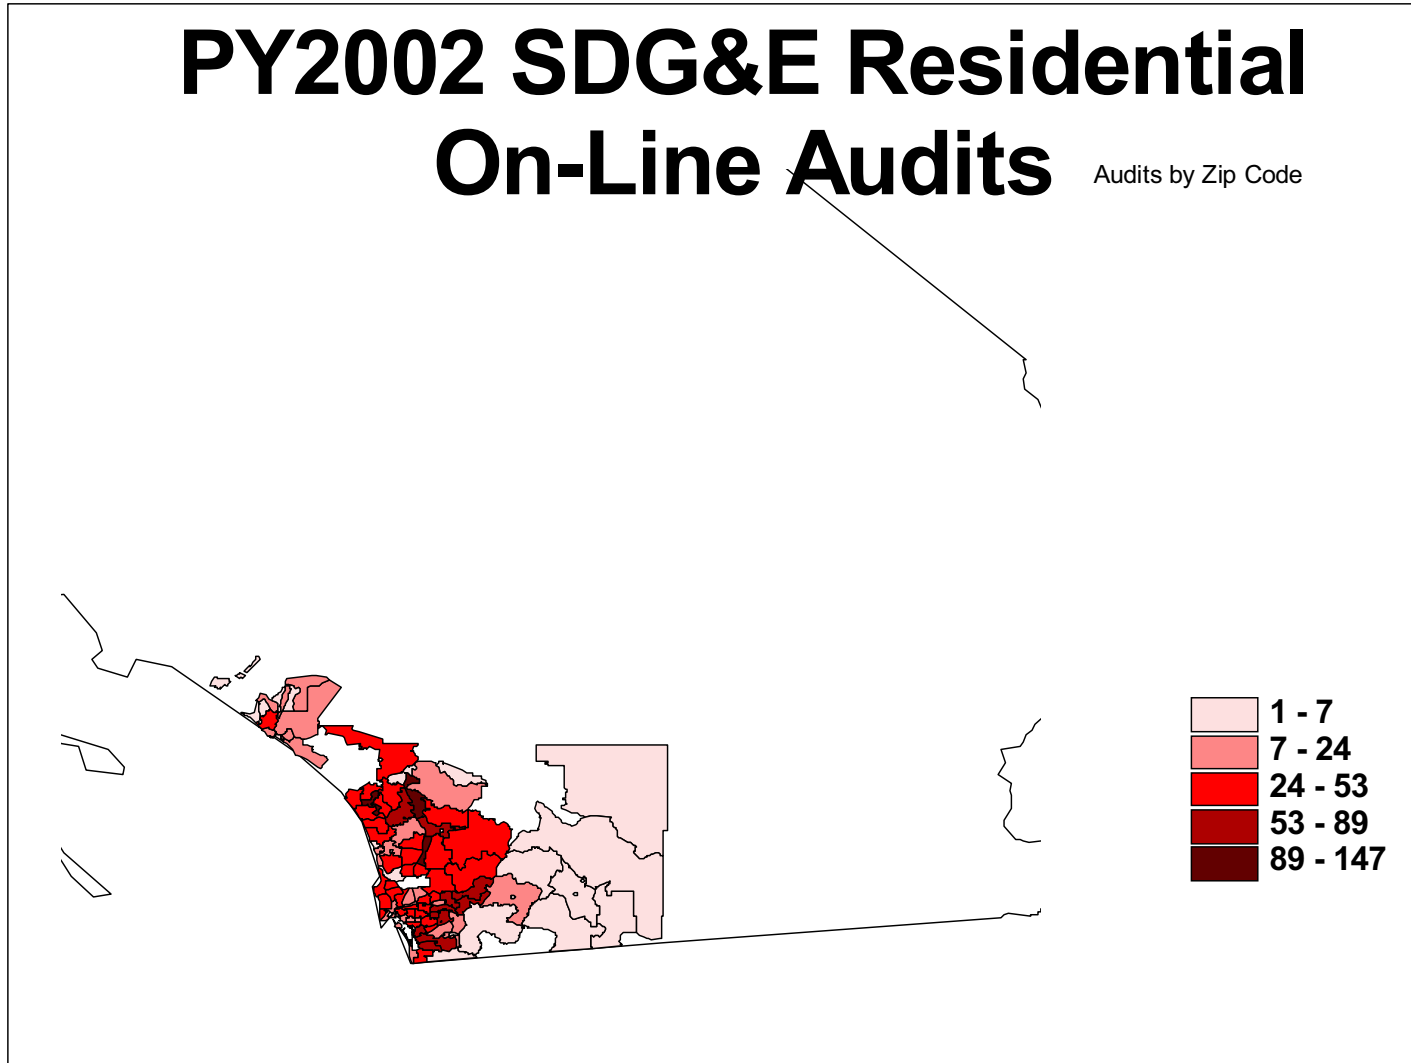 PY2002 SDG&E Residential
On-Line Audits
Audits by Zip Code
1 - 7
7 - 24
24 - 53
53 - 89
89 - 147